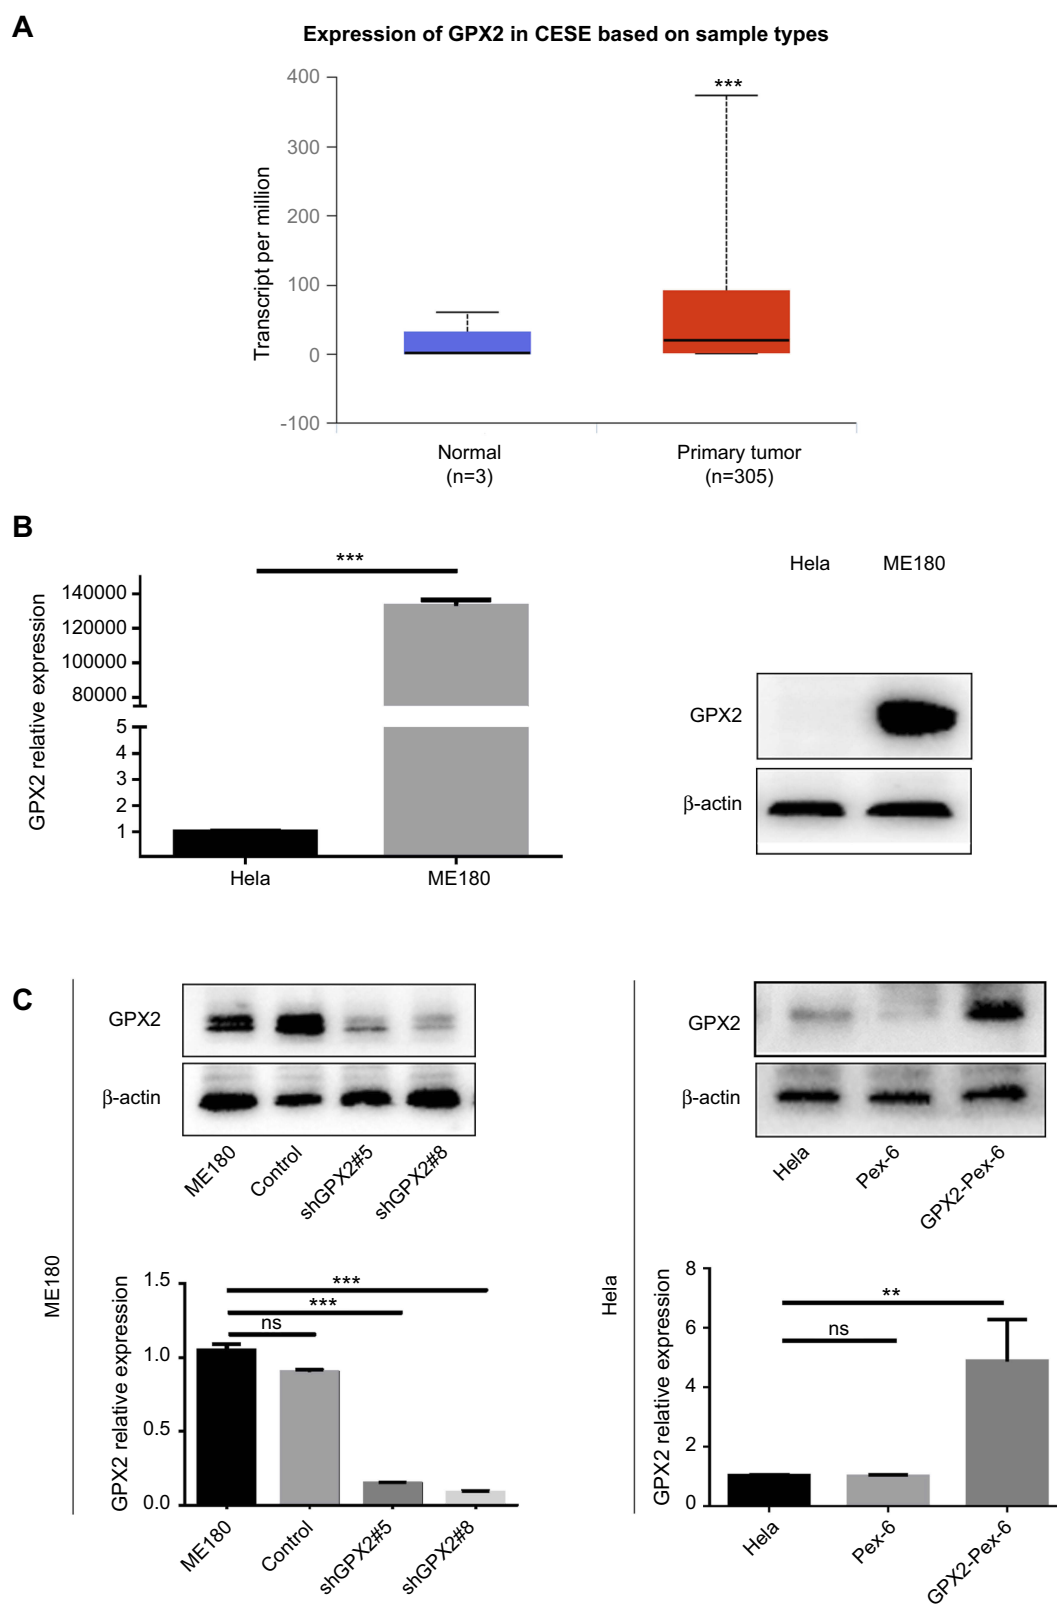 A
Expression of GPX2 in CESE based on sample types
Transcript per million
400
300
200
100
0
-100
***
Normal
(n=3)
Primary tumor
(n=305)
B
GPX2 relative expression
140000
120000
100000
80000
5
4
3
2
1
***
Hela
ME180
Hela
ME180
GPX2
β-actin
C
ME180
GPX2
β-actin
ME180
Control
shGPX2#5
shGPX2#8
GPX2 relative expression
1.5
1.0
0.5
0.0
***
***
ns
ME180
Control
shGPX2#5
shGPX2#8
Hela
GPX2
β-actin
Hela
Pex-6
GPX2-Pex-6
GPX2 relative expression
8
6
4
2
0
**
ns
Hela
Pex-6
GPX2-Pex-6